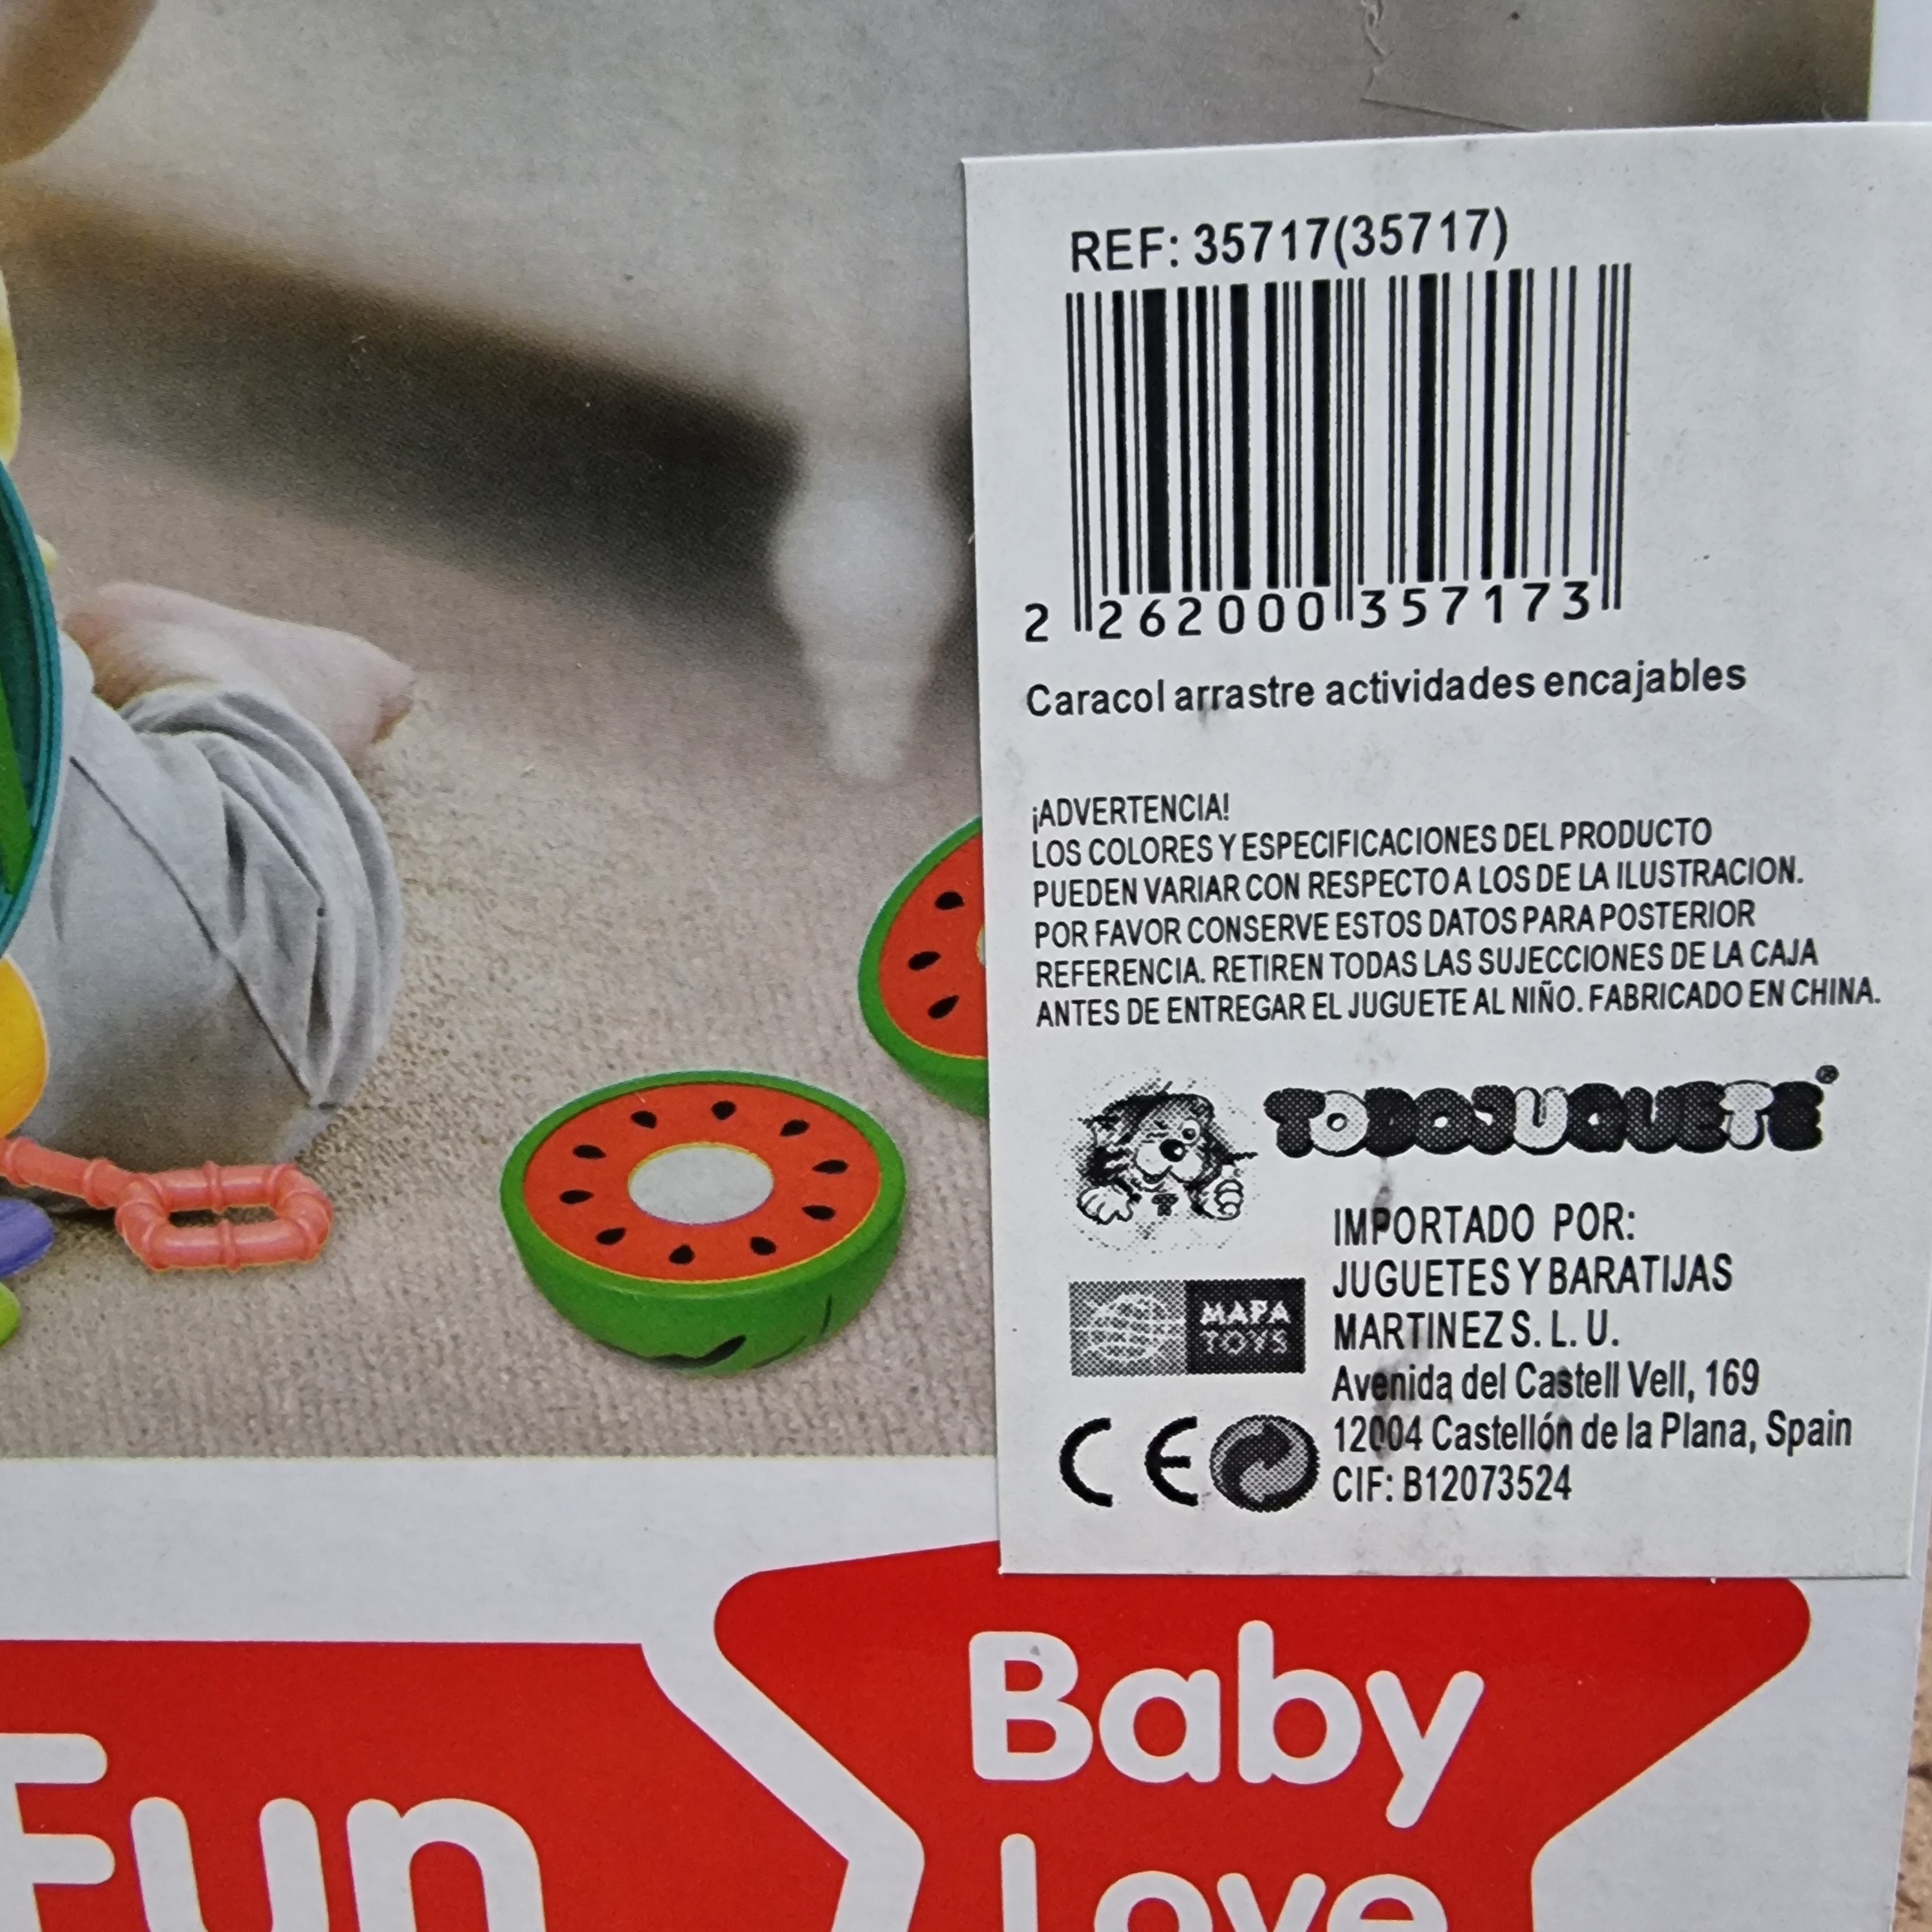 REF: 35717(35717)
2 262000 357173
Caracol arrastre actividades encajables
¡ADVERTENCIA!
LOS COLORES Y ESPECIFICACIONES DEL PRODUCTO
PUEDEN VARIAR CON RESPECTO A LOS DE LA ILUSTRACION.
POR FAVOR CONSERVE ESTOS DATOS PARA POSTERIOR
REFERENCIA. RETIREN TODAS LAS SUJECCIONES DE LA CAJA
ANTES DE ENTREGAR EL JUGUETE AL NIÑO. FABRICADO EN CHINA.
TODOJUGUETE®
IMPORTADO POR:
JUGUETES Y BARATIJAS
MARTINEZ S. L. U.
MAPA
TOYS
Avenida del Castell Vell, 169
12004 Castellón de la Plana, Spain
CIF: B12073524
CE
Baby
Love
Fun